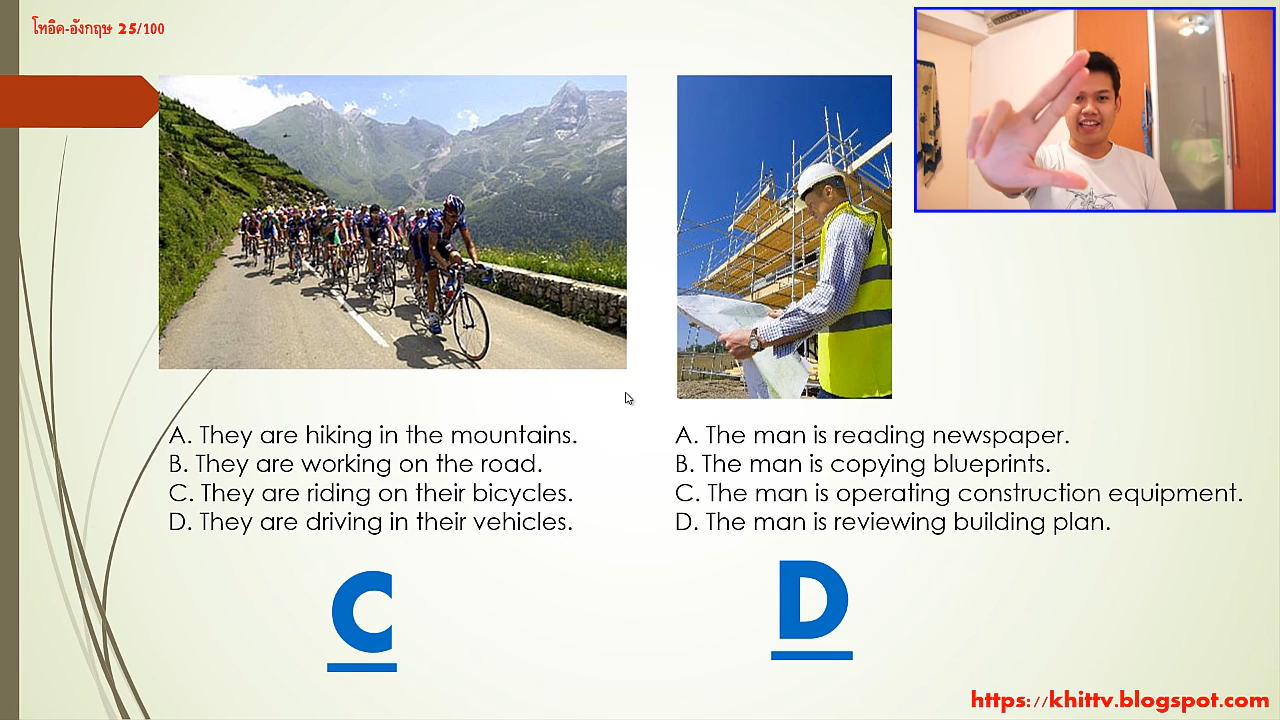 โทอิค-อังกฤษ 25/100
A. They are hiking in the mountains.
B. They are working on the road.
C. They are riding on their bicycles.
D. They are driving in their vehicles.
C
A. The man is reading newspaper.
B. The man is copying blueprints.
C. The man is operating construction equipment.
D. The man is reviewing building plan.
D
https://khittv.blogspot.com